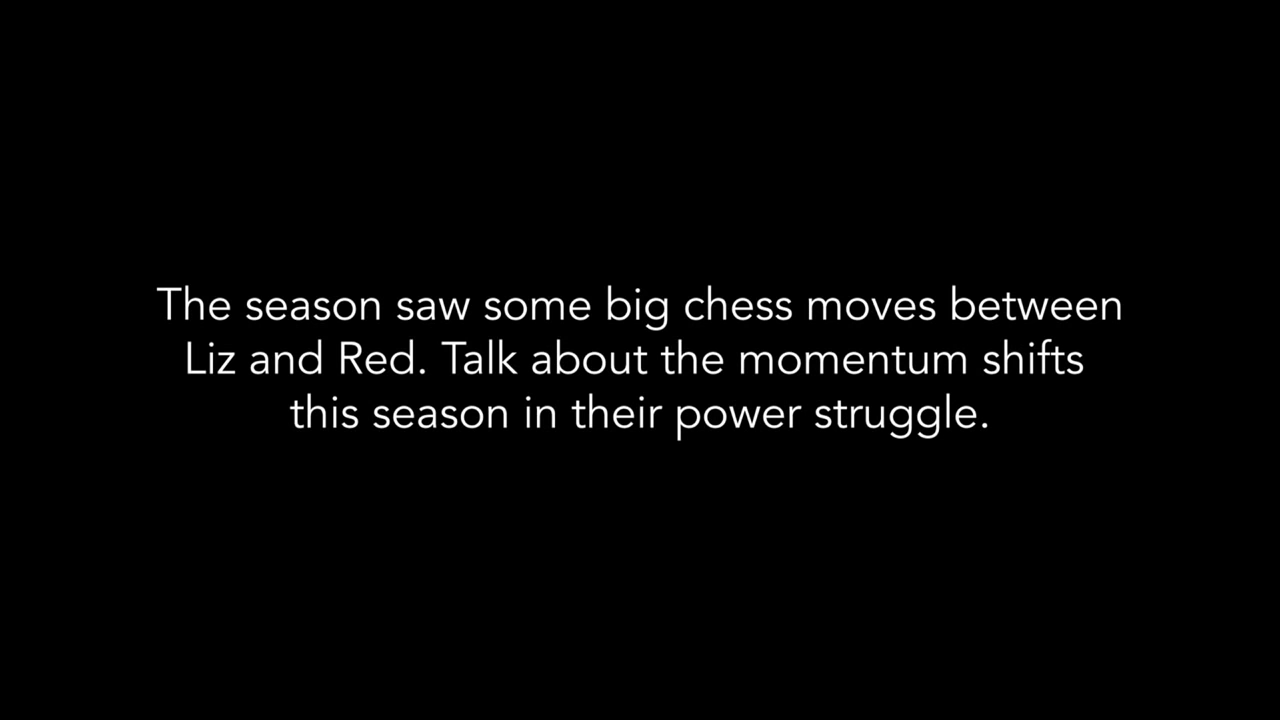 The season saw some big chess moves between
Liz and Red. Talk about the momentum shifts
this season in their power struggle.